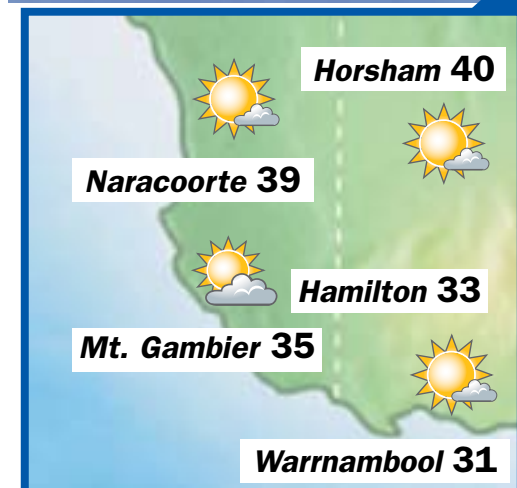 Horsham 40
Naracoorte 39
Hamilton 33
Mt. Gambier 35
Warrnambool 31